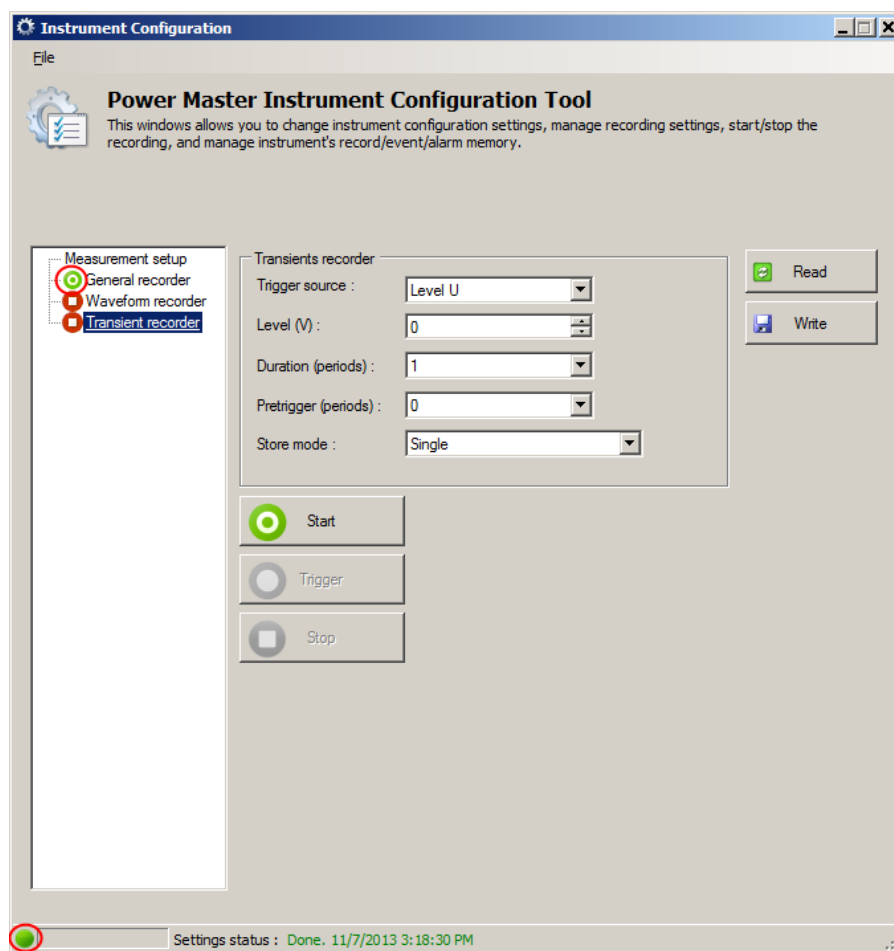 Instrument Configuration
File
Power Master Instrument Configuration Tool
This windows allows you to change instrument configuration settings, manage recording settings, start/stop the
recording, and manage instrument's record/event/alarm memory.
Measurement setup
General recorder
Waveform recorder
Transient recorder
Transients recorder
Trigger source :
Level U
Level (V) :
0
Duration (periods) :
1
Pretrigger (periods) :
0
Store mode :
Single
Read
Write
Start
Trigger
Stop
Settings status : Done. 11/7/2013 3:18:30 PM